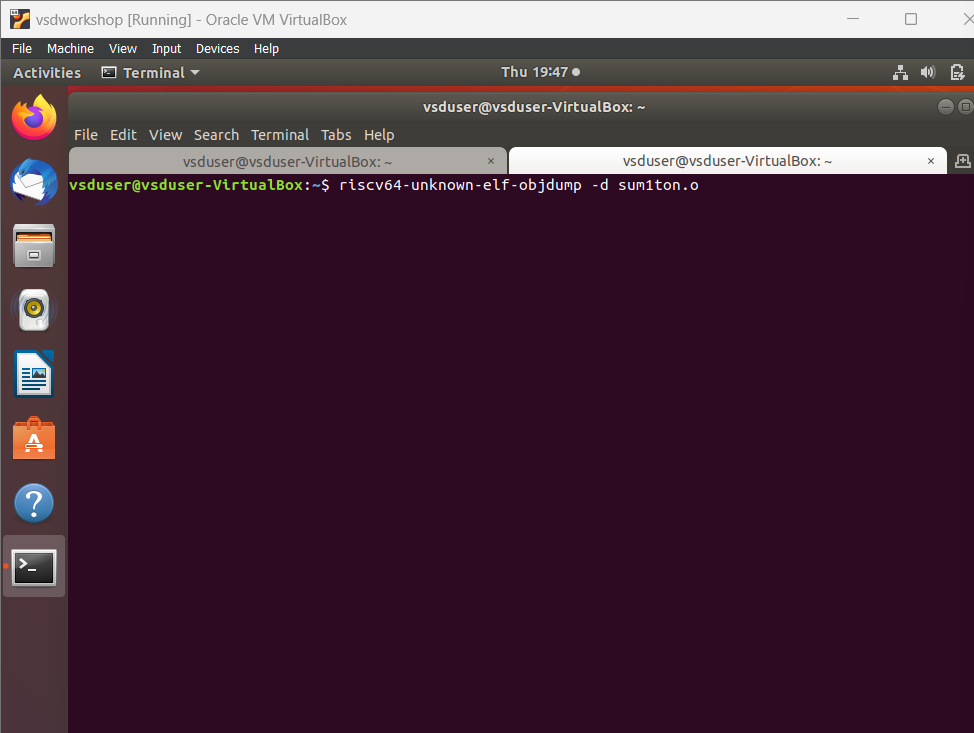 vsdworkshop [Running] - Oracle VM VirtualBox
File Machine View Input Devices Help
Activities Terminal Thu 19:47
vsduser@vsduser-VirtualBox: ~
File Edit View Search Terminal Tabs Help
vsduser@vsduser-VirtualBox: ~ × vsduser@vsduser-VirtualBox: ~ ×
vsduser@vsduser-VirtualBox:~$ riscv64-unknown-elf-objdump -d sum1ton.o